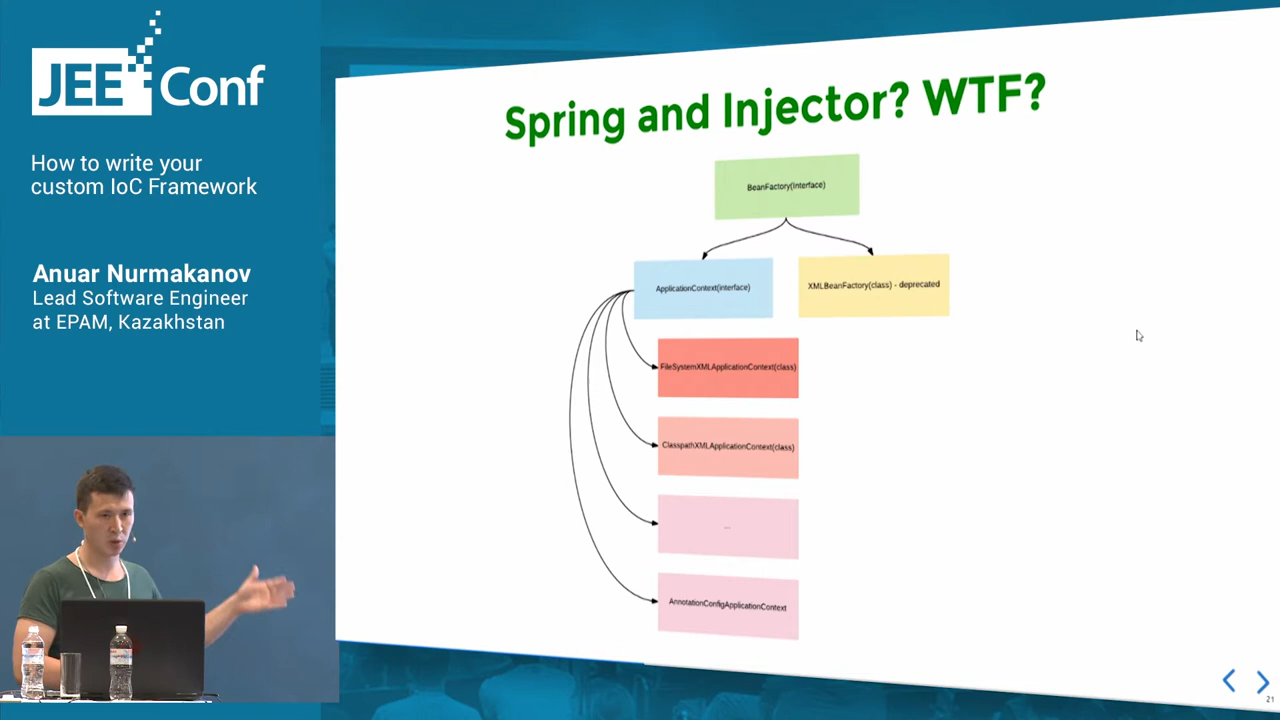 JEE Conf
How to write your
custom IoC Framework
Anuar Nurmakanov
Lead Software Engineer
at EPAM, Kazakhstan
Spring and Injector? WTF?
BeanFactory(interface)
ApplicationContext(interface)
XMLBeanFactory(class) - deprecated
FileSystemXMLApplicationContext(class)
ClasspathXMLApplicationContext(class)
...
AnnotationConfigApplicationContext
21